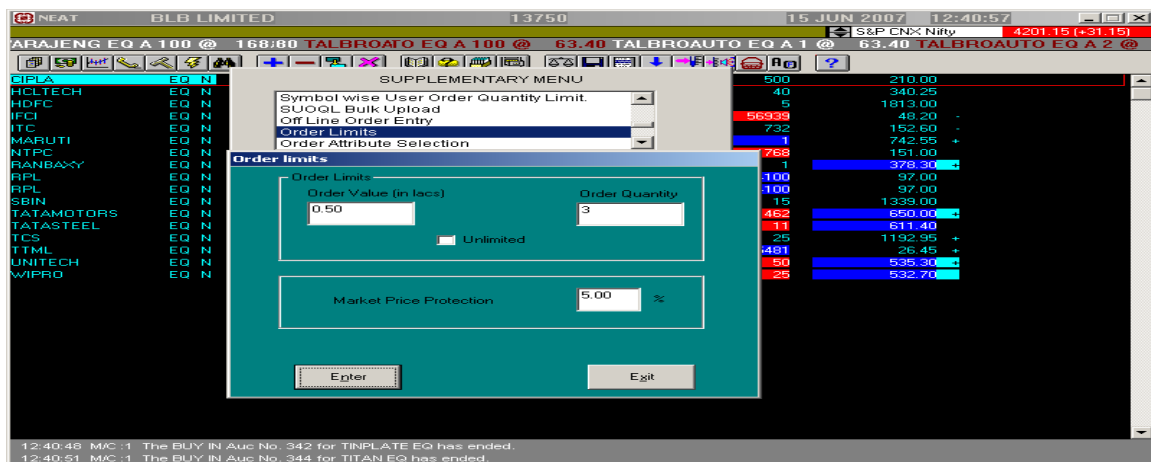 NEAT BLB LIMITED 13750 15 JUN 2007 12:40:57
S&P CNX Nifty 4201.15 (+31.15)
ARAJENG EQ A 100 @ 168.80 TALBROATO EQ A 100 @ 63.40 TALBROAUTO EQ A 1 @ 63.40 TALBROAUTO EQ A 2 @
SUPPLEMENTARY MENU
Symbol wise User Order Quantity Limit.
SUOQL Bulk Upload
Off Line Order Entry
Order Limits
Order Attribute Selection
CIPLA EQ N 500 210.00
HCLTECH EQ N 40 340.25
HDFC EQ N 5 1813.00
IFCI EQ N 56939 48.20 -
ITC EQ N 732 152.60 -
MARUTI EQ N 1 742.55 +
NTPC EQ N 768 151.00
RANBAXY EQ N 1 378.30 +
RPL EQ N 100 97.00
RPL EQ N 100 97.00
SBIN EQ N 15 1339.00
TATAMOTORS EQ N 462 650.00 +
TATASTEEL EQ N 11 611.40
TCS EQ N 25 1192.95 +
TTML EQ N 5481 26.45 +
UNITECH EQ N 50 535.30 +
WIPRO EQ N 25 532.70
Order limits
Order Limits
Order Value (in lacs) Order Quantity
0.50 3
Unlimited
Market Price Protection 5.00 %
Enter Exit
12:40:48 M/C :1 The BUY IN Auc No. 342 for TINPLATE EQ has ended.
12:40:51 M/C :1 The BUY IN Auc No. 344 for TITAN EQ has ended.